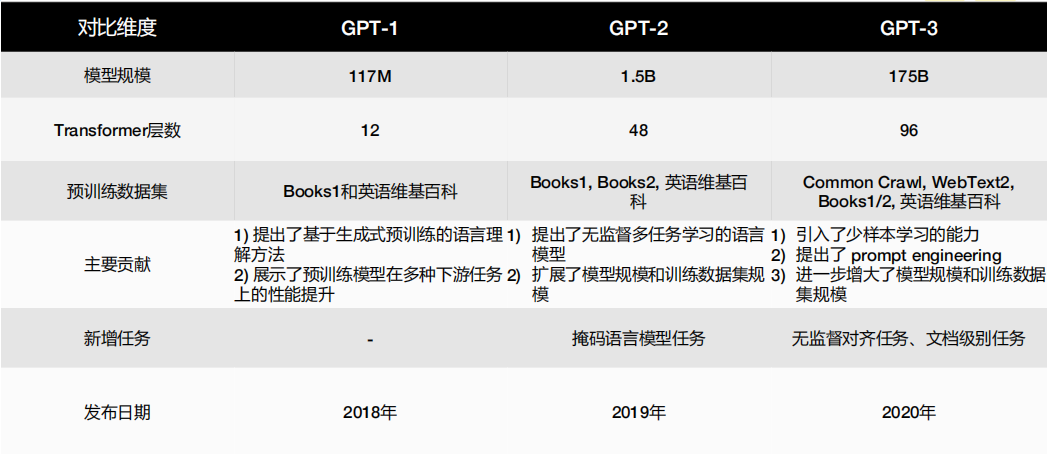 对比维度 GPT-1 GPT-2 GPT-3
模型规模 117M 1.5B 175B
Transformer层数 12 48 96
预训练数据集 Books1和英语维基百科 Books1, Books2, 英语维基百
科 Common Crawl, WebText2,
Books1/2, 英语维基百科
主要贡献
1) 提出了基于生成式预训练的语言理
解方法
2) 展示了预训练模型在多种下游任务
上的性能提升
1) 提出了无监督多任务学习的语言
模型
2) 扩展了模型规模和训练数据集规
模
1) 引入了少样本学习的能力
2) 提出了 prompt engineering
3) 进一步增大了模型规模和训练数据
集规模
新增任务 - 掩码语言模型任务 无监督对齐任务、文档级别任务
发布日期 2018年 2019年 2020年